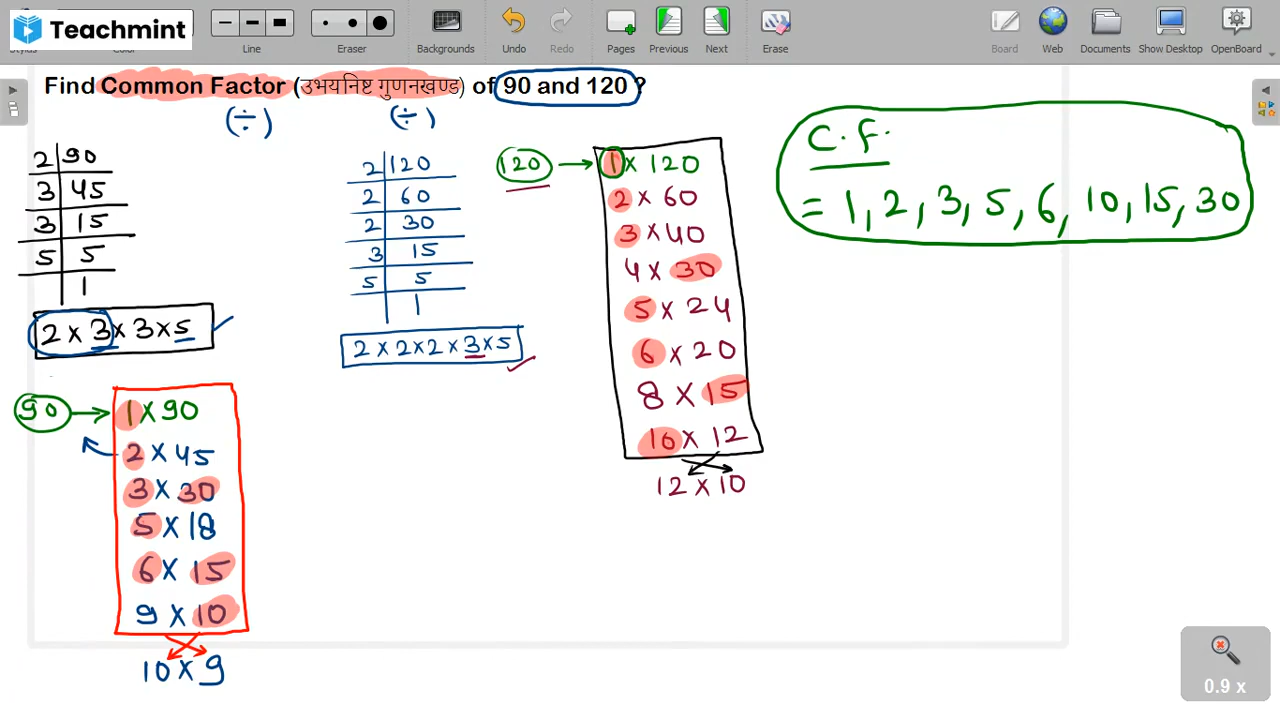 Teachmint
Line
Eraser
Backgrounds
Undo
Redo
Pages
Previous
Next
Erase
Board
Web
Documents
Show Desktop
OpenBoard
Find Common Factor (उभयनिष्ट गुणनखण्ड) of 90 and 120 ?
(÷)
(÷)
2 90
3 45
3 15
5 5
1
2 × 3 × 3 × 5
2 120
2 60
2 30
3 15
5 5
1
2 × 2 × 2 × 3 × 5
120 → 1 × 120
2 × 60
3 × 40
4 × 30
5 × 24
6 × 20
8 × 15
10 × 12
12 × 10
C.F.
= 1, 2, 3, 5, 6, 10, 15, 30
90 → 1 × 90
2 × 45
3 × 30
5 × 18
6 × 15
9 × 10
10 × 9
0.9 x